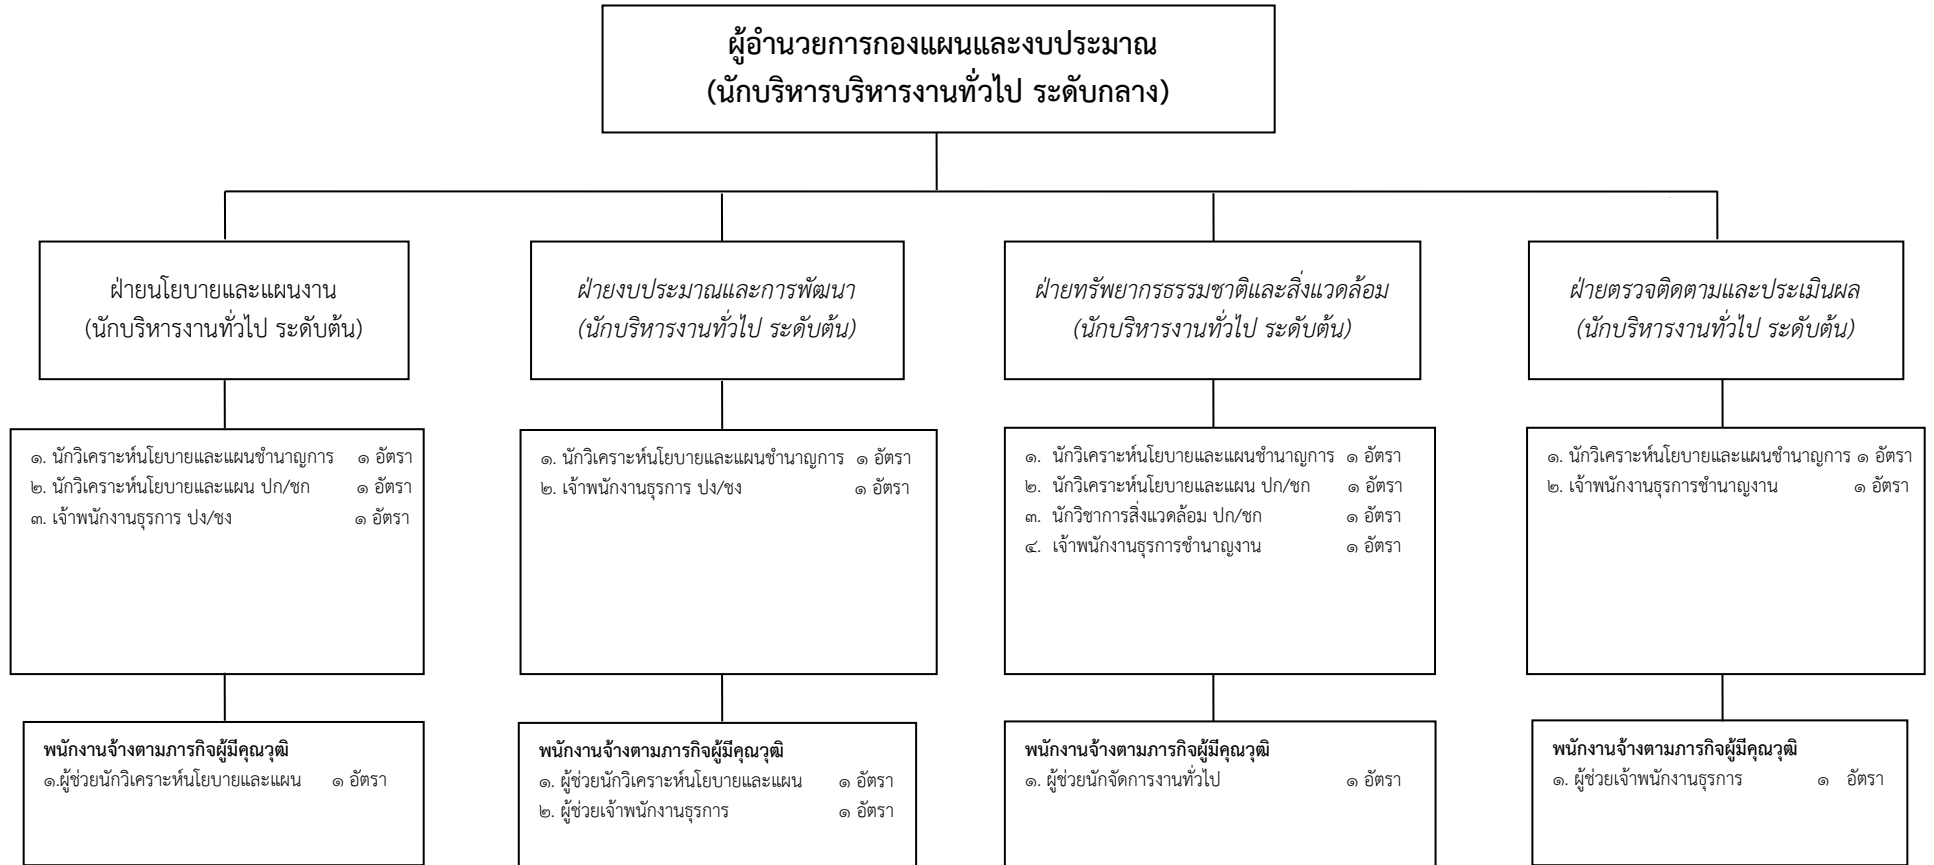 ผู้อำนวยการกองแผนและงบประมาณ
(นักบริหารบริหารงานทั่วไป ระดับกลาง)
ฝ่ายนโยบายและแผนงาน
(นักบริหารงานทั่วไป ระดับต้น)
ฝ่ายงบประมาณและการพัฒนา
(นักบริหารงานทั่วไป ระดับต้น)
ฝ่ายทรัพยากรธรรมชาติและสิ่งแวดล้อม
(นักบริหารงานทั่วไป ระดับต้น)
ฝ่ายตรวจติดตามและประเมินผล
(นักบริหารงานทั่วไป ระดับต้น)
๑. นักวิเคราะห์นโยบายและแผนชำนาญการ ๑ อัตรา
๒. นักวิเคราะห์นโยบายและแผน ปก/ชก ๑ อัตรา
๓. เจ้าพนักงานธุรการ ปง/ชง ๑ อัตรา
๑. นักวิเคราะห์นโยบายและแผนชำนาญการ ๑ อัตรา
๒. เจ้าพนักงานธุรการ ปง/ชง ๑ อัตรา
๑. นักวิเคราะห์นโยบายและแผนชำนาญการ ๑ อัตรา
๒. นักวิเคราะห์นโยบายและแผน ปก/ชก ๑ อัตรา
๓. นักวิชาการสิ่งแวดล้อม ปก/ชก ๑ อัตรา
๔. เจ้าพนักงานธุรการชำนาญงาน ๑ อัตรา
๑. นักวิเคราะห์นโยบายและแผนชำนาญการ ๑ อัตรา
๒. เจ้าพนักงานธุรการชำนาญงาน ๑ อัตรา
พนักงานจ้างตามภารกิจผู้มีคุณวุฒิ
๑.ผู้ช่วยนักวิเคราะห์นโยบายและแผน ๑ อัตรา
พนักงานจ้างตามภารกิจผู้มีคุณวุฒิ
๑. ผู้ช่วยนักวิเคราะห์นโยบายและแผน ๑ อัตรา
๒. ผู้ช่วยเจ้าพนักงานธุรการ ๑ อัตรา
พนักงานจ้างตามภารกิจผู้มีคุณวุฒิ
๑. ผู้ช่วยนักจัดการงานทั่วไป ๑ อัตรา
พนักงานจ้างตามภารกิจผู้มีคุณวุฒิ
๑. ผู้ช่วยเจ้าพนักงานธุรการ ๑ อัตรา